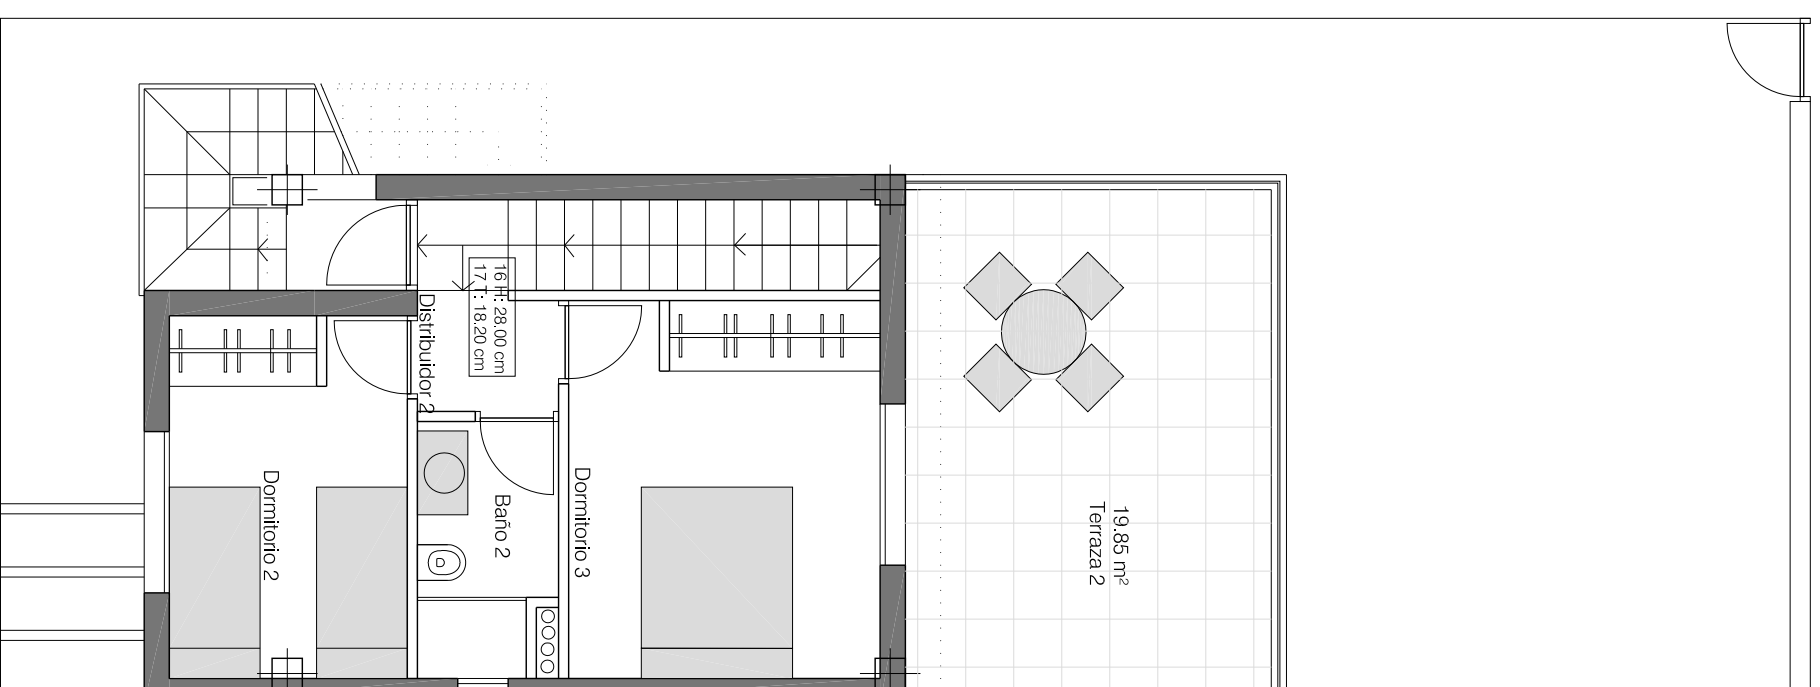 16 H: 28.00 cm
17 T: 18.20 cm
Distribuidor 2
Dormitorio 2
Baño 2
Dormitorio 3
19.85 m²
Terraza 2